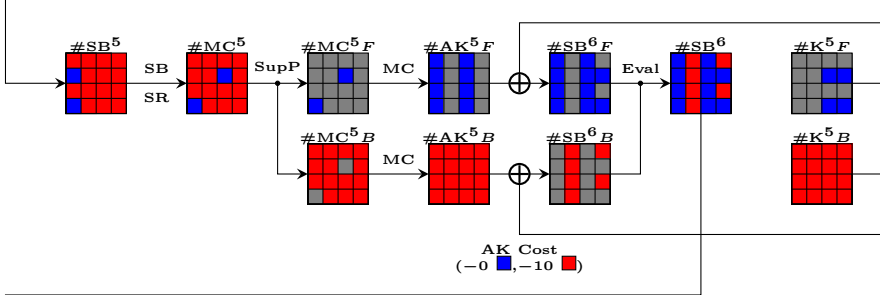 #SB⁵
#MC⁵
#MC⁵F
#AK⁵F
#SB⁶F
#SB⁶
#K⁵F
SB
SR
SupP
MC
Eval
#MC⁵B
#AK⁵B
#SB⁶B
#K⁵B
MC
AK Cost
(−0 ,−10 )